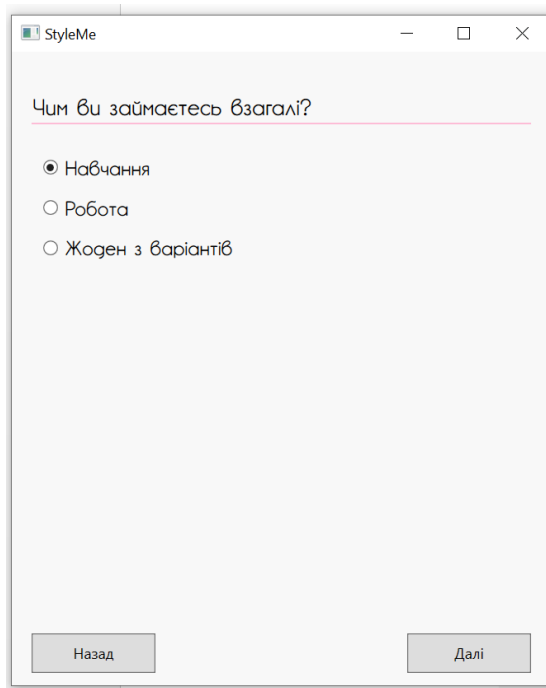 StyleMe
Чим ви займаєтесь взагалі?
Навчання
Робота
Жоден з варіантів
Назад
Далі